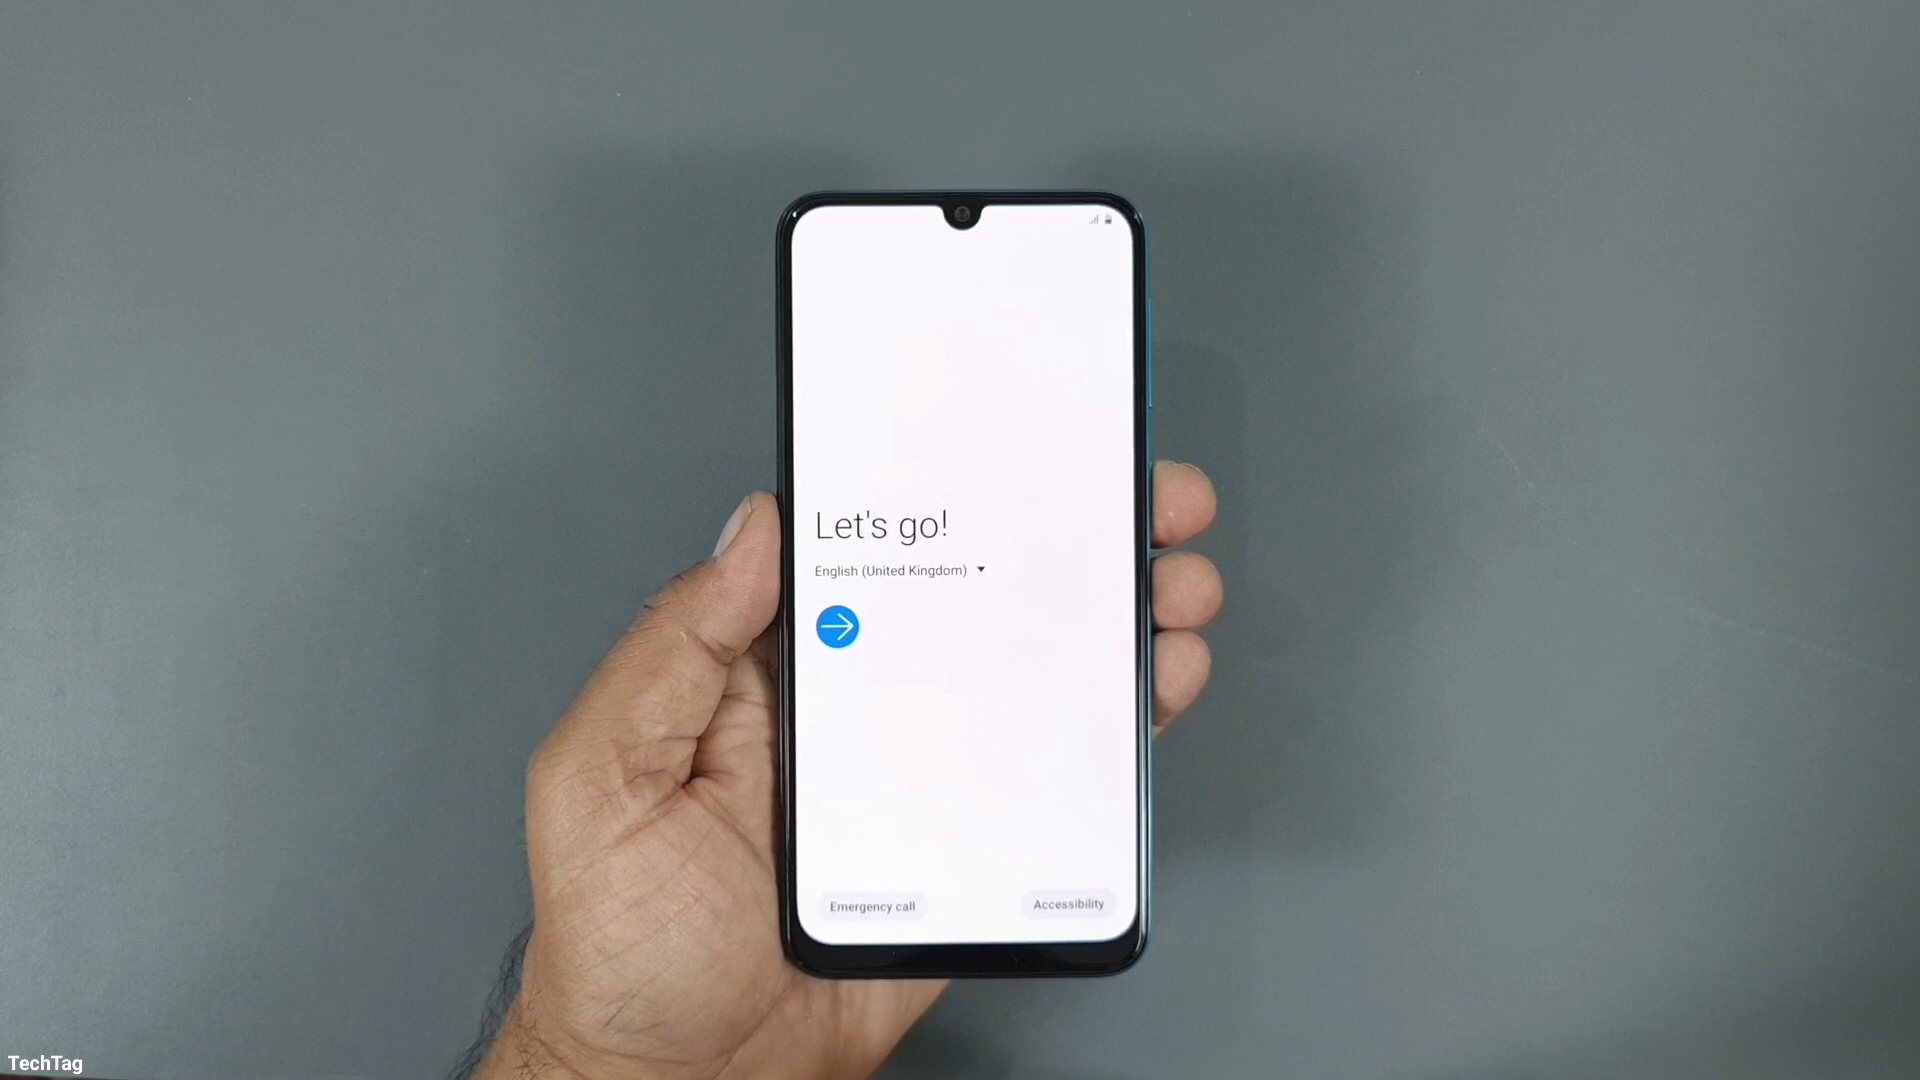 Let's go!
English (United Kingdom)
Emergency call
Accessibility
TechTag